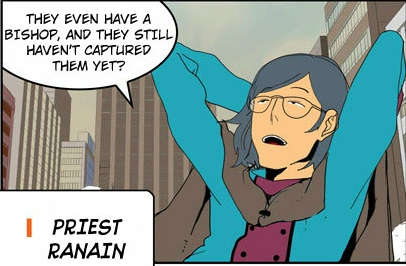 THEY EVEN HAVE A
BISHOP, AND THEY STILL
HAVEN'T CAPTURED
THEM YET?
PRIEST
RANAIN